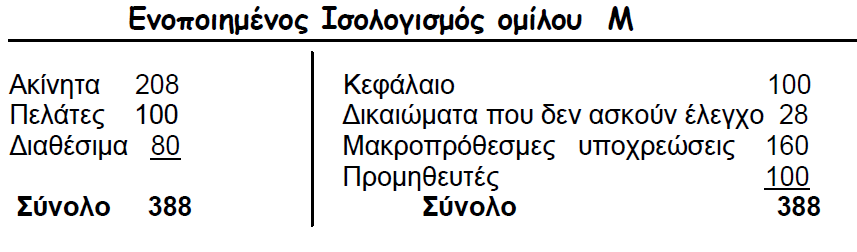 Ενοποιημένος Ισολογισμός ομίλου Μ
Ακίνητα 208
Πελάτες 100
Διαθέσιμα 80
Σύνολο 388
Κεφάλαιο 100
Δικαιώματα που δεν ασκούν έλεγχο 28
Μακροπρόθεσμες υποχρεώσεις 160
Προμηθευτές 100
Σύνολο 388